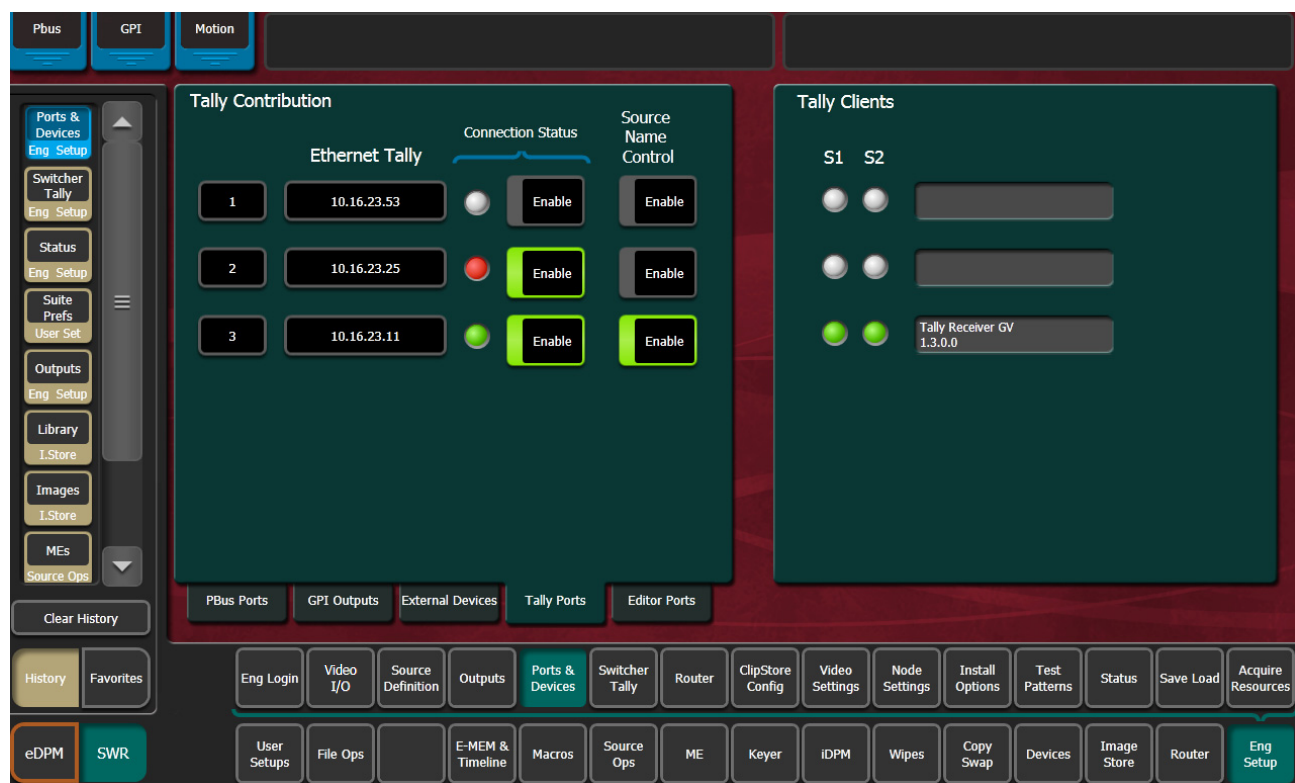 Pbus
GPI
Motion
Ports &
Devices
Eng Setup
Switcher
Tally
Eng Setup
Status
Eng Setup
Suite
Prefs
User Set
Outputs
Eng Setup
Library
I.Store
Images
I.Store
MEs
Source Ops
Clear History
History
Favorites
eDPM
SWR
Tally Contribution
Ethernet Tally
Connection Status
Source
Name
Control
1
10.16.23.53
Enable
Enable
2
10.16.23.25
Enable
Enable
3
10.16.23.11
Enable
Enable
Tally Clients
S1 S2
Tally Receiver GV
1.3.0.0
PBus Ports
GPI Outputs
External Devices
Tally Ports
Editor Ports
Eng Login
Video
I/O
Source
Definition
Outputs
Ports &
Devices
Switcher
Tally
Router
ClipStore
Config
Video
Settings
Node
Settings
Install
Options
Test
Patterns
Status
Save Load
Acquire
Resources
User
Setups
File Ops
E-MEM &
Timeline
Macros
Source
Ops
ME
Keyer
iDPM
Wipes
Copy
Swap
Devices
Image
Store
Router
Eng
Setup